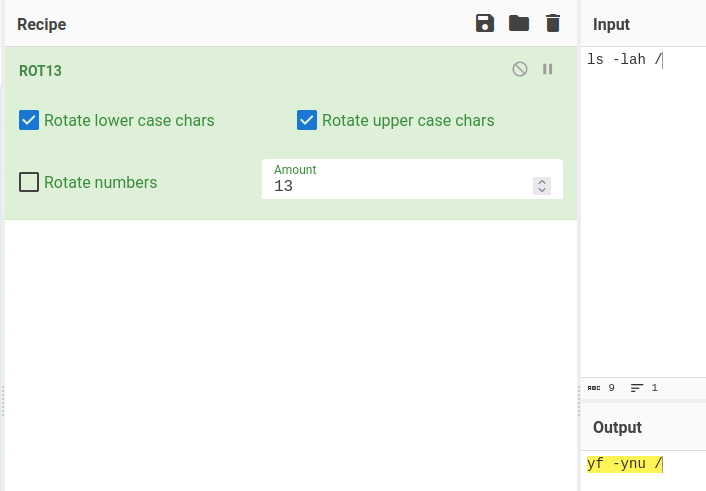 Recipe
ROT13
Rotate lower case chars
Rotate upper case chars
Rotate numbers
Amount
13
Input
ls -lah /
ABC 9 1
Output
yf -ynu /